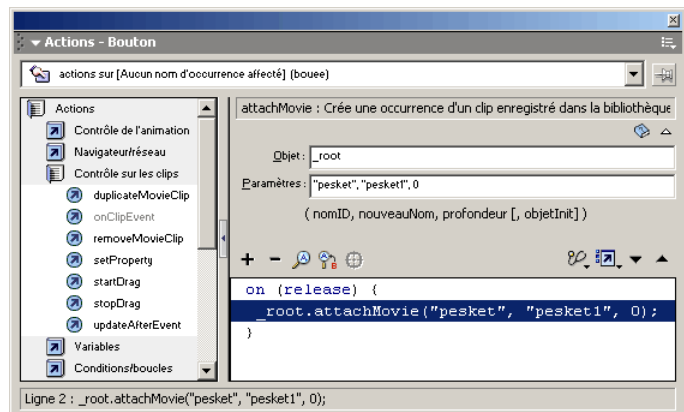 Actions - Bouton
actions sur [Aucun nom d'occurrence affecté] (bouee)
Actions
Contrôle de l'animation
Navigateur/réseau
Contrôle sur les clips
duplicateMovieClip
onClipEvent
removeMovieClip
setProperty
startDrag
stopDrag
updateAfterEvent
Variables
Conditions/boucles
attachMovie : Crée une occurrence d'un clip enregistré dans la bibliothèque
Objet : _root
Paramètres : "pesket", "pesket1", 0
( nomID, nouveauNom, profondeur [, objetInit] )
on (release) {
_root.attachMovie("pesket", "pesket1", 0);
}
Ligne 2 : _root.attachMovie("pesket", "pesket1", 0);